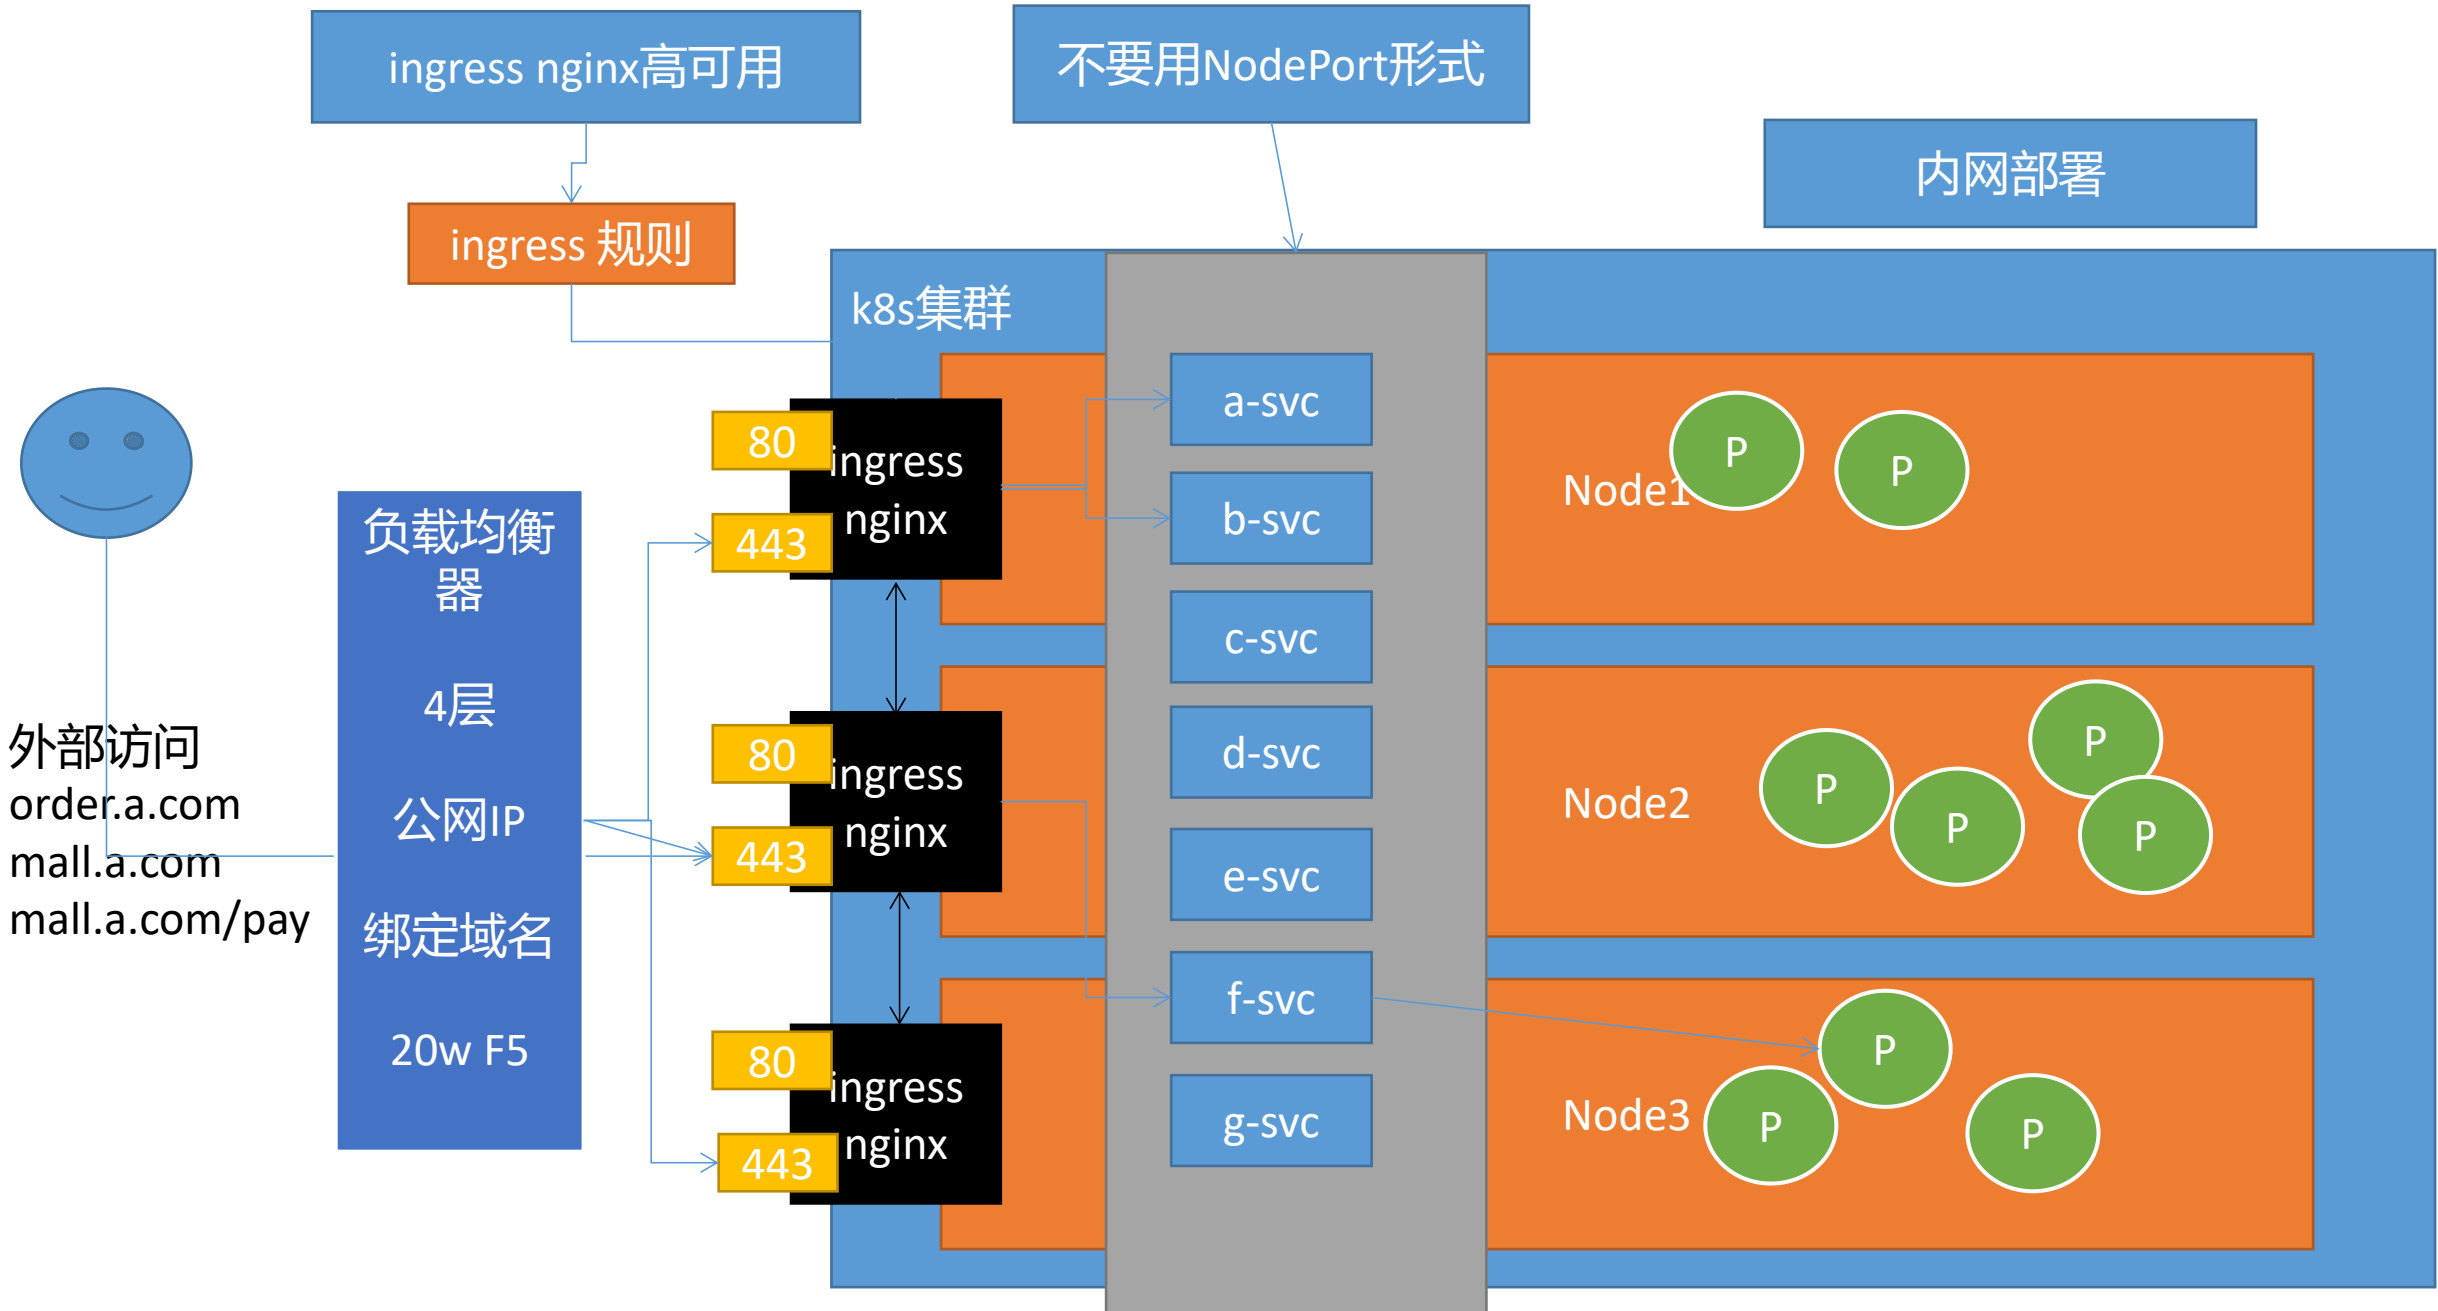 ingress nginx高可用
不要用NodePort形式
内网部署
ingress 规则
k8s集群
80
ingress
nginx
443
a-svc
b-svc
c-svc
d-svc
e-svc
f-svc
g-svc
Node1
P
P
负载均衡
器
4层
公网IP
绑定域名
20w F5
外部访问
order.a.com
mall.a.com
mall.a.com/pay
80
ingress
nginx
443
Node2
P
P
P
P
80
ingress
nginx
443
Node3
P
P
P